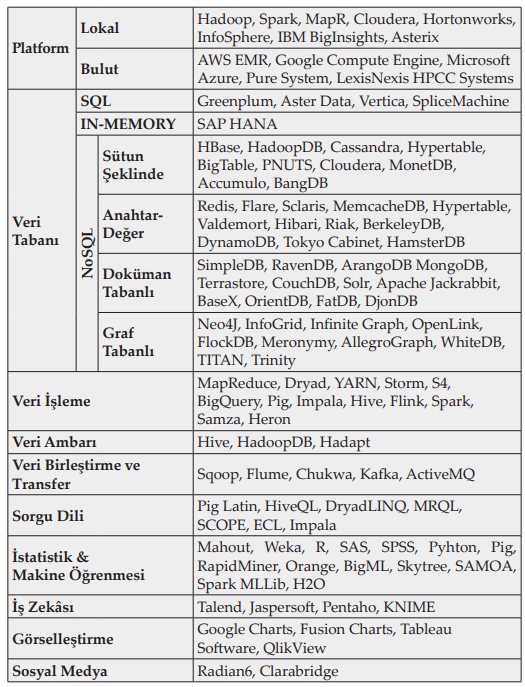 Platform
Lokal
Hadoop, Spark, MapR, Cloudera, Hortonworks,
InfoSphere, IBM BigInsights, Asterix
Bulut
AWS EMR, Google Compute Engine, Microsoft
Azure, Pure System, LexisNexis HPCC Systems
Veri
Tabanı
SQL
Greenplum, Aster Data, Vertica, SpliceMachine
IN-MEMORY
SAP HANA
NoSQL
Sütun
Şeklinde
HBase, HadoopDB, Cassandra, Hypertable,
BigTable, PNUTS, Cloudera, MonetDB,
Accumulo, BangDB
Anahtar-
Değer
Redis, Flare, Sclaris, MemcacheDB, Hypertable,
Valdemort, Hibari, Riak, BerkeleyDB,
DynamoDB, Tokyo Cabinet, HamsterDB
Doküman
Tabanlı
SimpleDB, RavenDB, ArangoDB MongoDB,
Terrastore, CouchDB, Solr, Apache Jackrabbit,
BaseX, OrientDB, FatDB, DjonDB
Graf
Tabanlı
Neo4J, InfoGrid, Infinite Graph, OpenLink,
FlockDB, Meronymy, AllegroGraph, WhiteDB,
TITAN, Trinity
Veri İşleme
MapReduce, Dryad, YARN, Storm, S4,
BigQuery, Pig, Impala, Hive, Flink, Spark,
Samza, Heron
Veri Ambarı
Hive, HadoopDB, Hadapt
Veri Birleştirme ve
Transfer
Sqoop, Flume, Chukwa, Kafka, ActiveMQ
Sorgu Dili
Pig Latin, HiveQL, DryadLINQ, MRQL,
SCOPE, ECL, Impala
İstatistik &
Makine Öğrenmesi
Mahout, Weka, R, SAS, SPSS, Pyhton, Pig,
RapidMiner, Orange, BigML, Skytree, SAMOA,
Spark MLLib, H2O
İş Zekâsı
Talend, Jaspersoft, Pentaho, KNIME
Görselleştirme
Google Charts, Fusion Charts, Tableau
Software, QlikView
Sosyal Medya
Radian6, Clarabridge